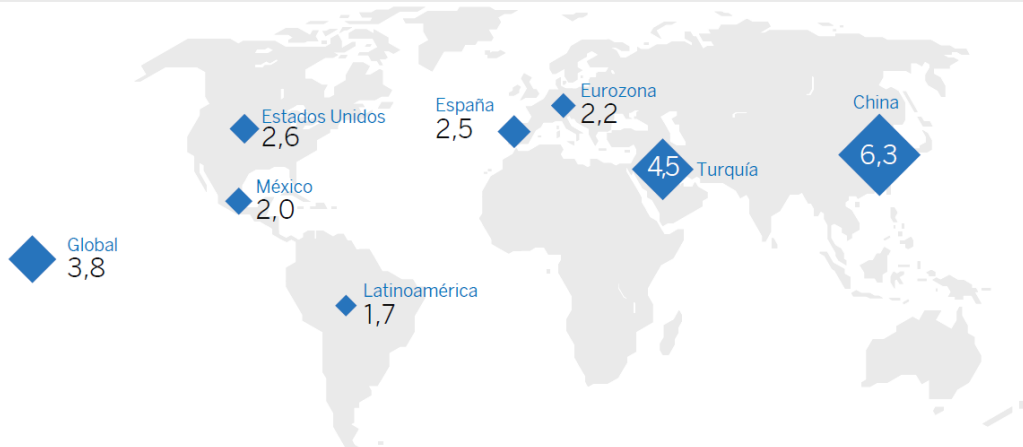 Estados Unidos
2,6
México
2,0
Global
3,8
Latinoamérica
1,7
España
2,5
Eurozona
2,2
4,5 Turquía
China
6,3